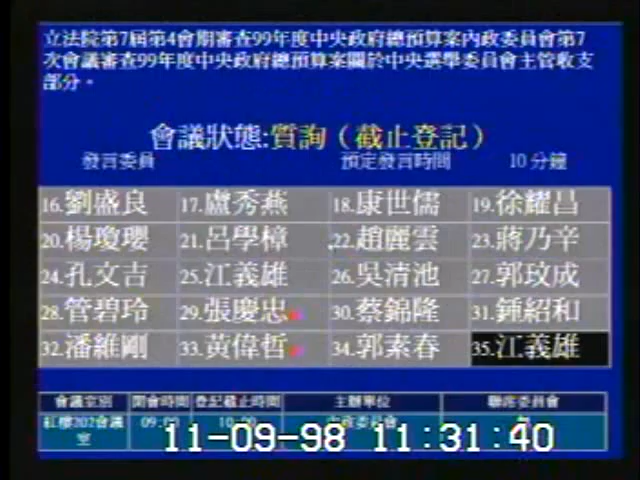 立法院第7屆第4會期審查99年度中央政府總預算案內政委員會第7
次會議審查99年度中央政府總預算案關於中央選舉委員會主管收支
部分。
會議狀態:質詢（截止登記）
發言委員 預定發言時間 10分鐘
16.劉盛良 17.盧秀燕 18.康世儒 19.徐耀昌
20.楊瓊瓔 21.呂學樟 22.趙麗雲 23.蔣乃辛
24.孔文吉 25.江義雄 26.吳清池 27.郭玟成
28.管碧玲 29.張慶忠 30.蔡錦隆 31.鍾紹和
32.潘維剛 33.黃偉哲 34.郭素春 35.江義雄
會議室別 開會時間 登記截止時間 主辦單位 聯席委員會
紅樓202會議室 09:00 內政委員會
11-09-98 11:31:40